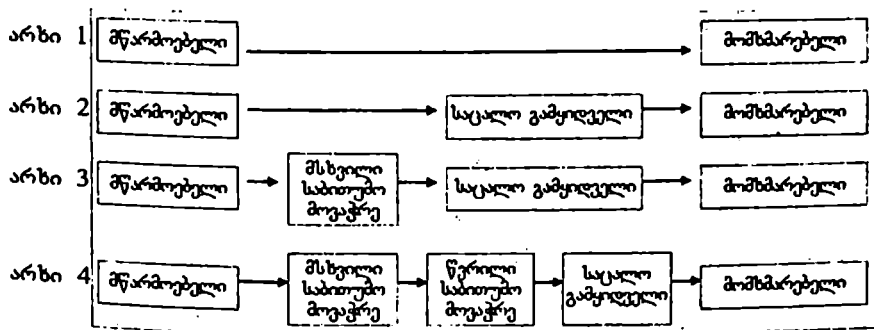 არხი 1 მწარმოებელი მომხმარებელი
არხი 2 მწარმოებელი საცალო გამყიდველი მომხმარებელი
არხი 3 მწარმოებელი მსხვილი საბითუმო მოვაჭრე საცალო გამყიდველი მომხმარებელი
არხი 4 მწარმოებელი მსხვილი საბითუმო მოვაჭრე წვრილი საბითუმო მოვაჭრე საცალო გამყიდველი მომხმარებელი